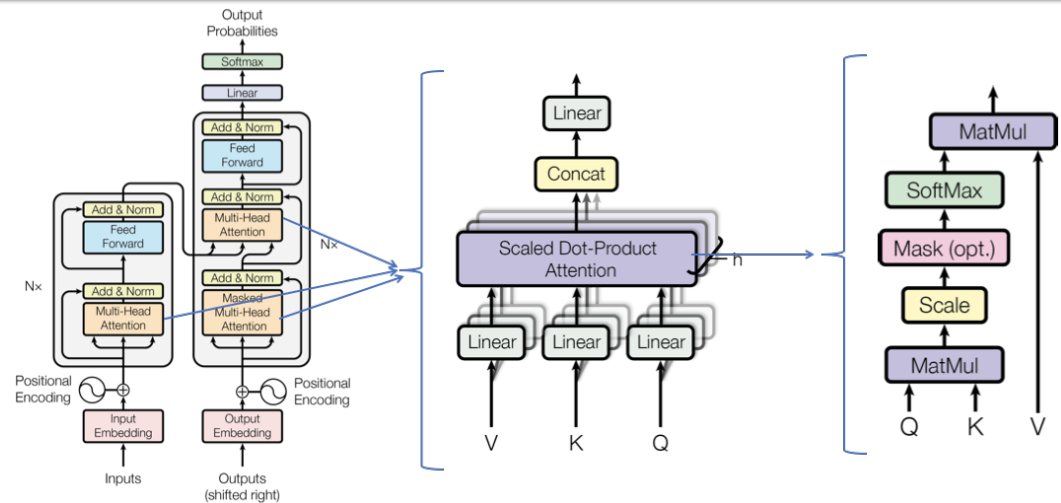 Output
Probabilities
Softmax
Linear
Add & Norm
Feed
Forward
Add & Norm
Multi-Head
Attention
Nx
Add & Norm
Masked
Multi-Head
Attention
Positional
Encoding
Output
Embedding
Outputs
(shifted right)
Add & Norm
Feed
Forward
Nx
Add & Norm
Multi-Head
Attention
Positional
Encoding
Input
Embedding
Inputs
Linear
Concat
Scaled Dot-Product
Attention
h
Linear
Linear
Linear
V
K
Q
MatMul
SoftMax
Mask (opt.)
Scale
MatMul
Q
K
V